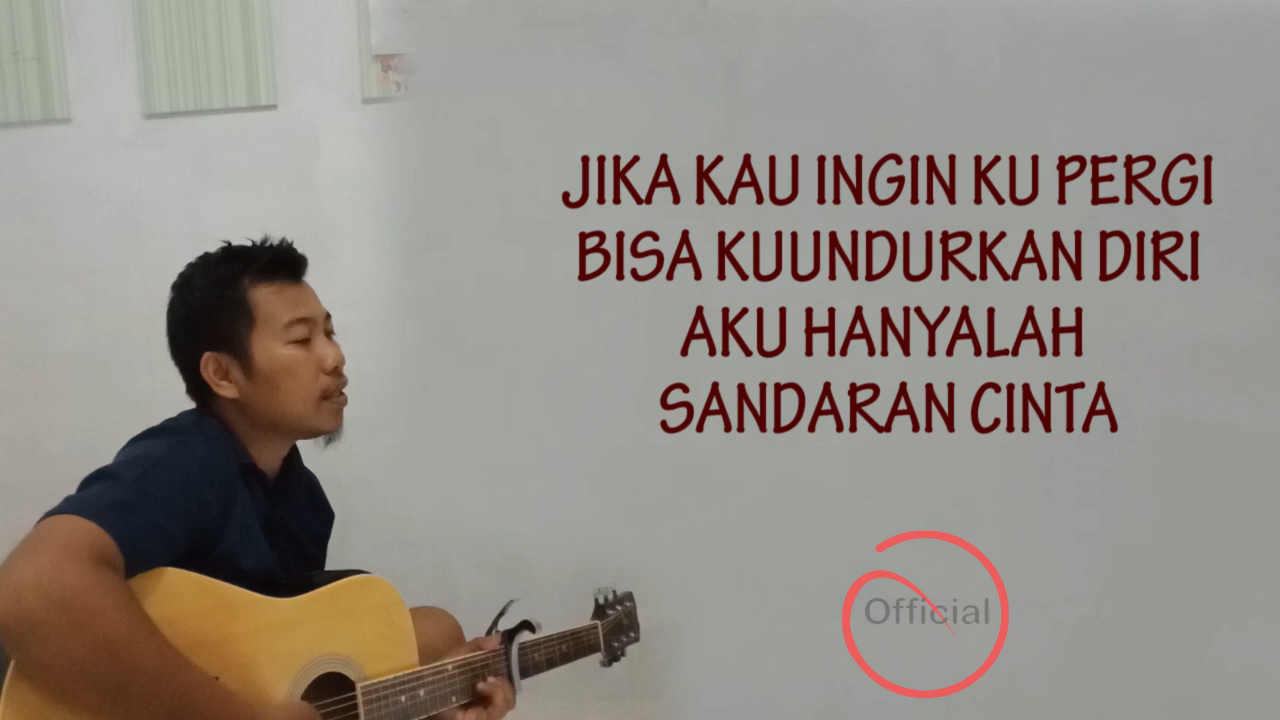 JIKA KAU INGIN KU PERGI
BISA KUUNDURKAN DIRI
AKU HANYALAH
SANDARAN CINTA
Official